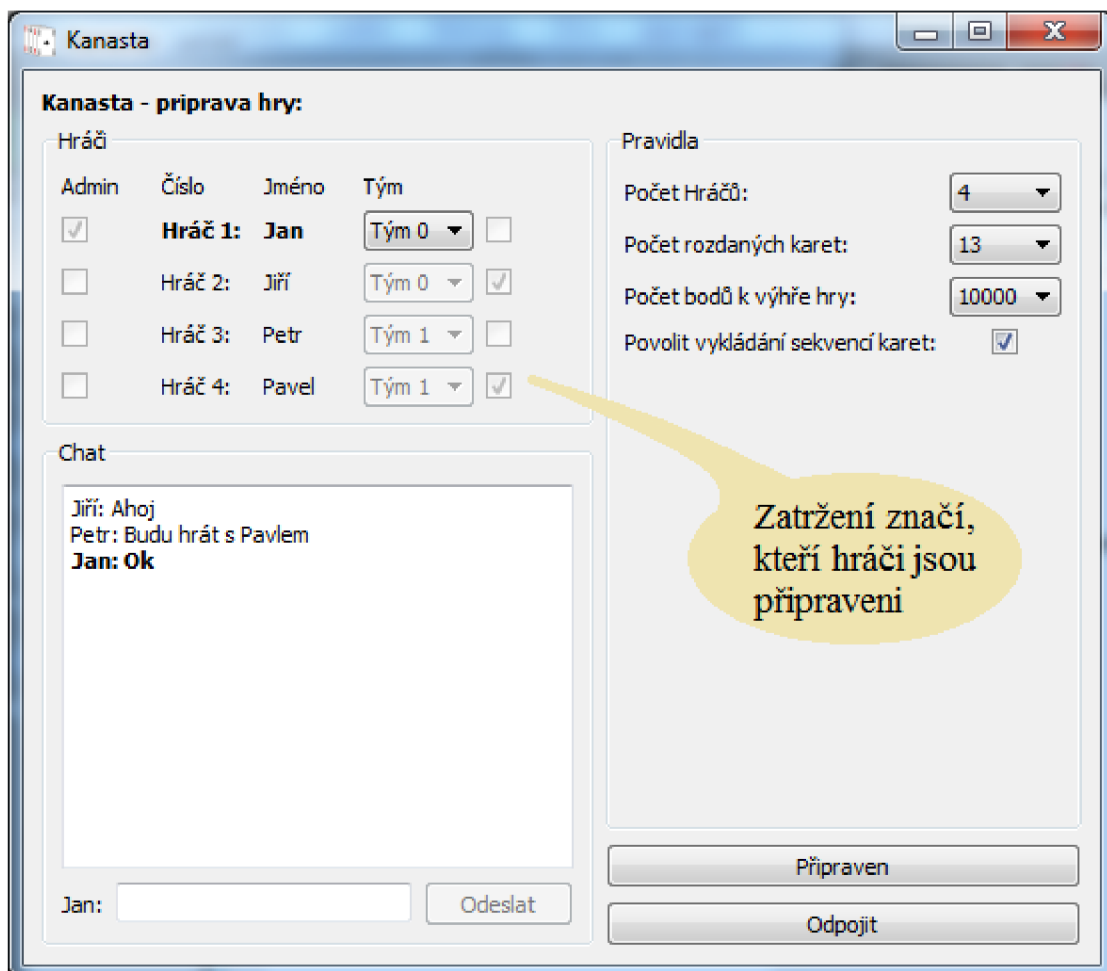 Kanasta
Kanasta - priprava hry:
Hráči
Admin Číslo Jméno Tým
Hráč 1: Jan Tým 0
Hráč 2: Jiří Tým 0
Hráč 3: Petr Tým 1
Hráč 4: Pavel Tým 1
Pravidla
Počet Hráčů: 4
Počet rozdaných karet: 13
Počet bodů k výhře hry: 10000
Povolit vykládání sekvencí karet:
Zatržení značí,
kteří hráči jsou
připraveni
Chat
Jiří: Ahoj
Petr: Budu hrát s Pavlem
Jan: Ok
Jan:
Odeslat
Připraven
Odpojit